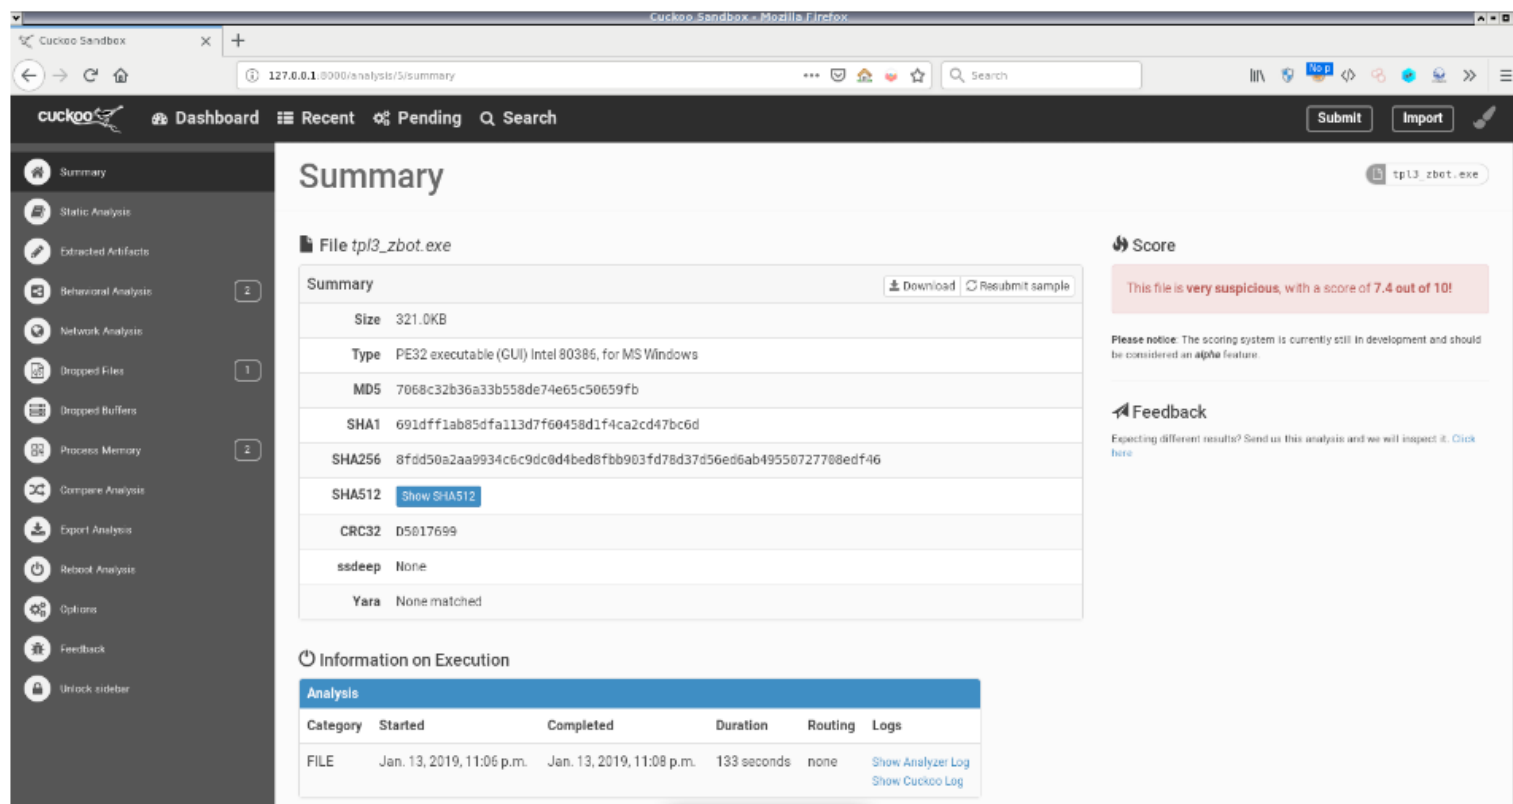 Cuckoo Sandbox - Mozilla Firefox
Cuckoo Sandbox
127.0.0.1:8000/analysis/5/summary
Search
No p
cuckoo
Dashboard
Recent
Pending
Search
Submit
Import
Summary
Static Analysis
Extracted Artifacts
Behavioral Analysis 2
Network Analysis
Dropped Files 1
Dropped Buffers
Process Memory 2
Compare Analysis
Export Analysis
Reboot Analysis
Options
Feedback
Unlock sidebar
Summary
tpl3_zbot.exe
File tpl3_zbot.exe
Summary
Download
Resubmit sample
Size 321.0KB
Type PE32 executable (GUI) Intel 80386, for MS Windows
MD5 7068c32b36a33b558de74e65c50659fb
SHA1 691dff1ab85dfa113d7f60458d1f4ca2cd47bc6d
SHA256 8fdd50a2aa9934c6c9dc0d4bed8fbb903fd78d37d56ed6ab49550727708edf46
SHA512 Show SHA512
CRC32 D5017699
ssdeep None
Yara None matched
Score
This file is very suspicious, with a score of 7.4 out of 10!
Please notice: The scoring system is currently still in development and should
be considered an alpha feature.
Feedback
Expecting different results? Send us this analysis and we will inspect it. Click
here
Information on Execution
Analysis
Category Started Completed Duration Routing Logs
FILE Jan. 13, 2019, 11:06 p.m. Jan. 13, 2019, 11:08 p.m. 133 seconds none Show Analyzer Log
Show Cuckoo Log